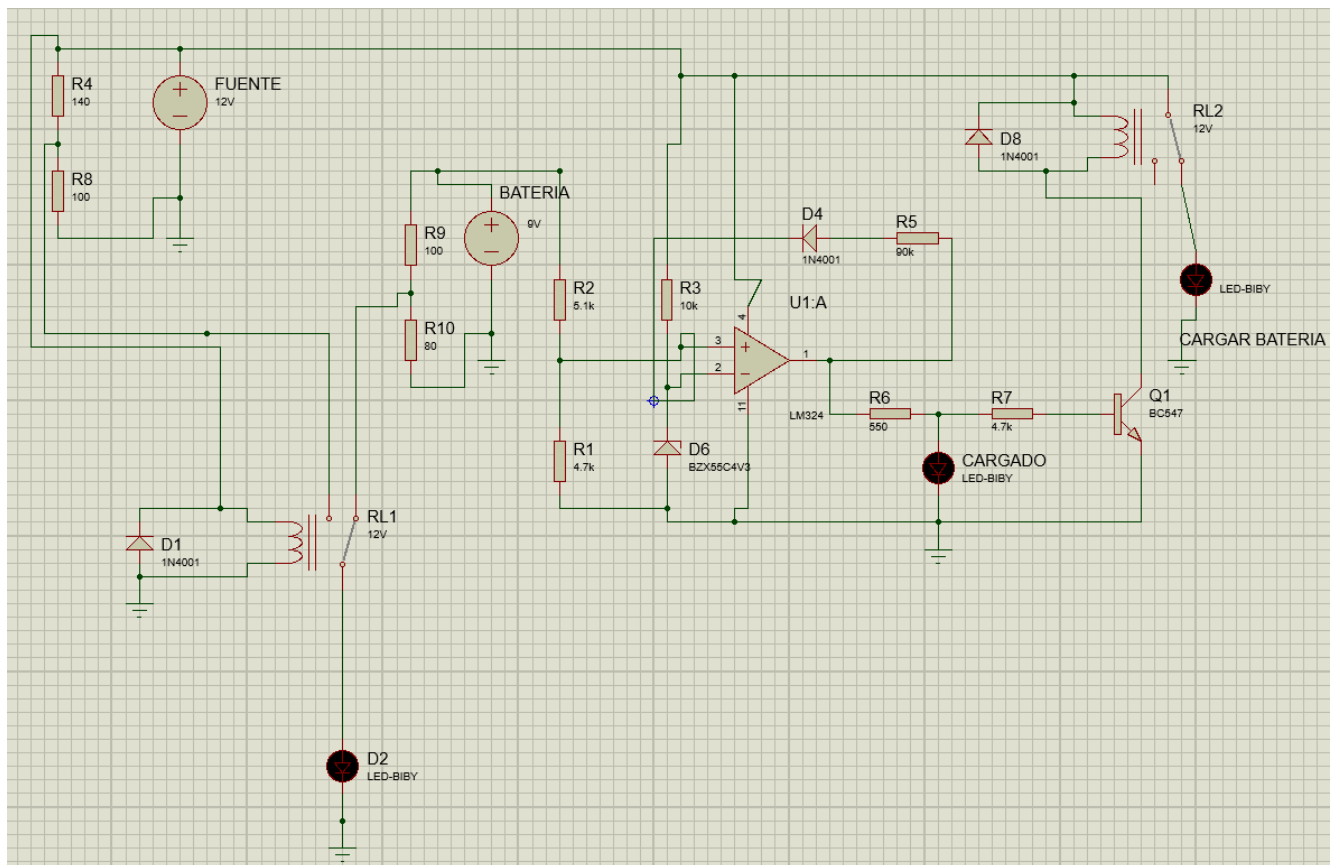 R4
140
FUENTE
12V
R8
100
BATERIA
9V
R9
100
R10
80
R2
5.1k
R3
10k
D4
1N4001
R5
90k
U1:A
4
3
2
1
11
LM324
D8
1N4001
RL2
12V
LED-BIBY
CARGAR BATERIA
R6
550
R7
4.7k
Q1
BC547
R1
4.7k
D6
BZX55C4V3
CARGADO
LED-BIBY
D1
1N4001
RL1
12V
D2
LED-BIBY